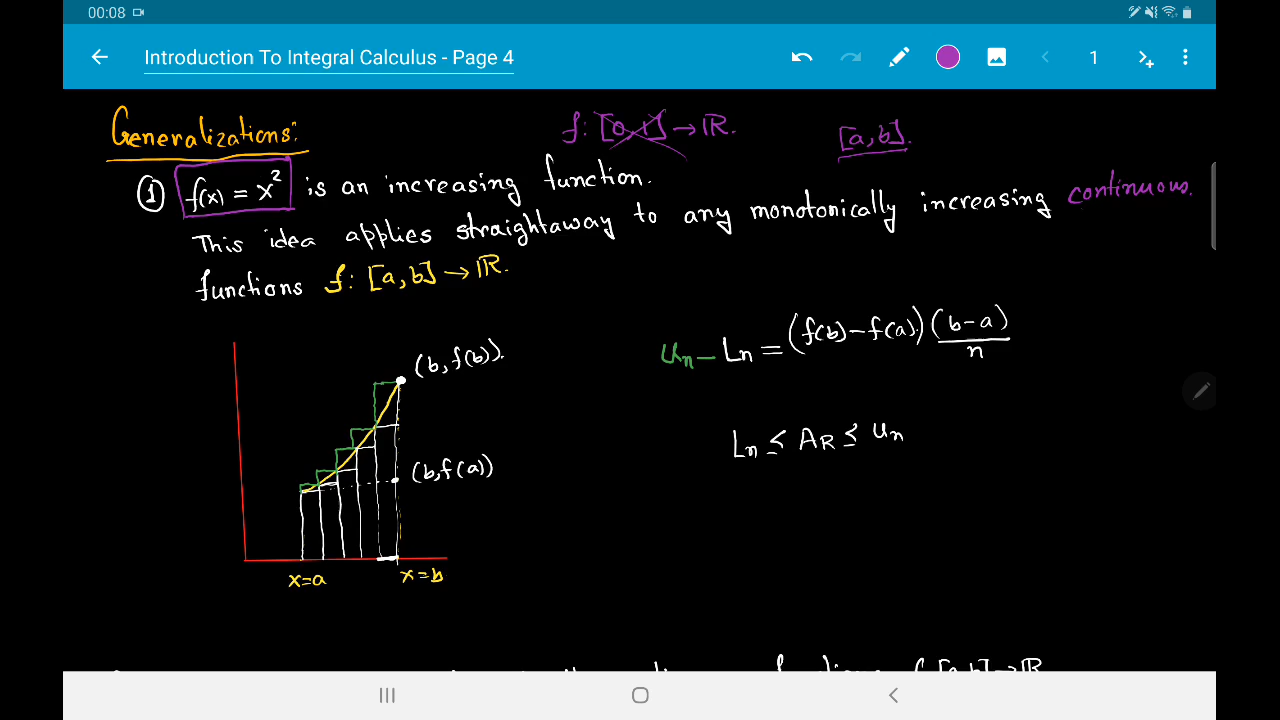 00:08
Introduction To Integral Calculus - Page 4
1
Generalizations:
f: [0,1] → ℝ.
[a,b].
① f(x) = x² is an increasing function.
This idea applies straightaway to any monotonically increasing continuous.
functions f: [a,b] → ℝ.
Un - Ln = (f(b) - f(a)) (b-a)/n
(b, f(b)).
Ln ≤ AR ≤ Un
(b, f(a))
x=a
x=b